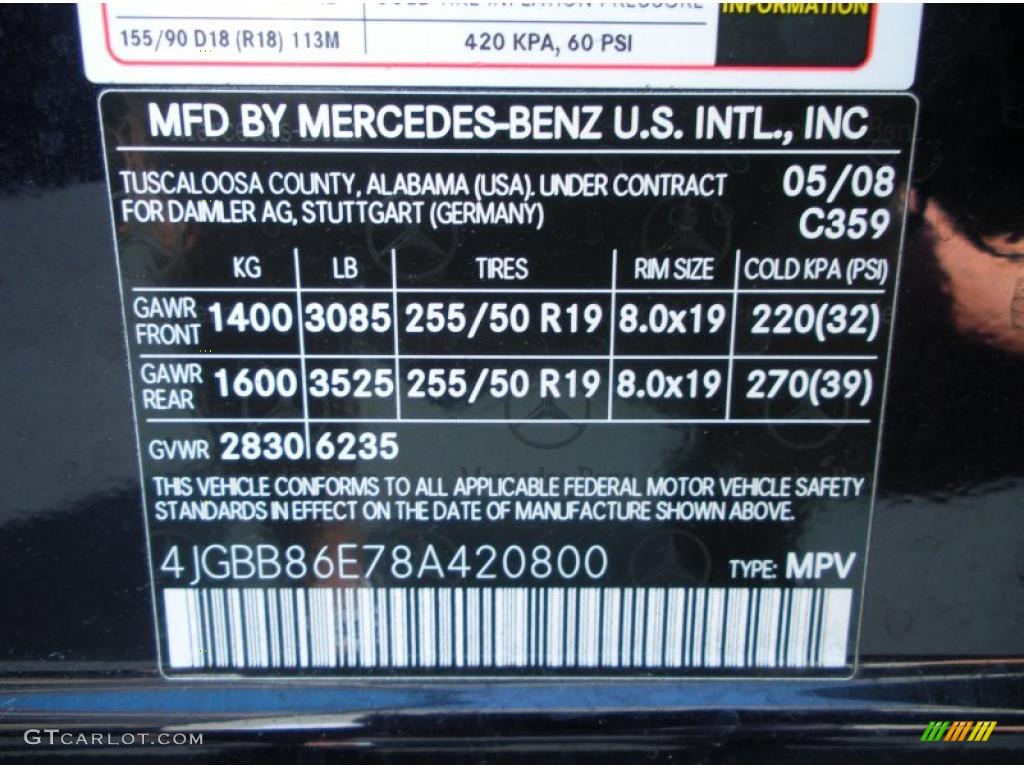 COLD TIRE INFLATION PRESSURE
INFORMATION
155/90 D18 (R18) 113M 420 KPA, 60 PSI
MFD BY MERCEDES-BENZ U.S. INTL., INC
TUSCALOOSA COUNTY, ALABAMA (USA). UNDER CONTRACT 05/08
FOR DAIMLER AG, STUTTGART (GERMANY) C359
KG LB TIRES RIM SIZE COLD KPA (PSI)
GAWR FRONT 1400 3085 255/50 R19 8.0x19 220(32)
GAWR REAR 1600 3525 255/50 R19 8.0x19 270(39)
GVWR 2830 6235
THIS VEHICLE CONFORMS TO ALL APPLICABLE FEDERAL MOTOR VEHICLE SAFETY
STANDARDS IN EFFECT ON THE DATE OF MANUFACTURE SHOWN ABOVE.
4JGBB86E78A420800 TYPE: MPV
GTCARLOT.COM